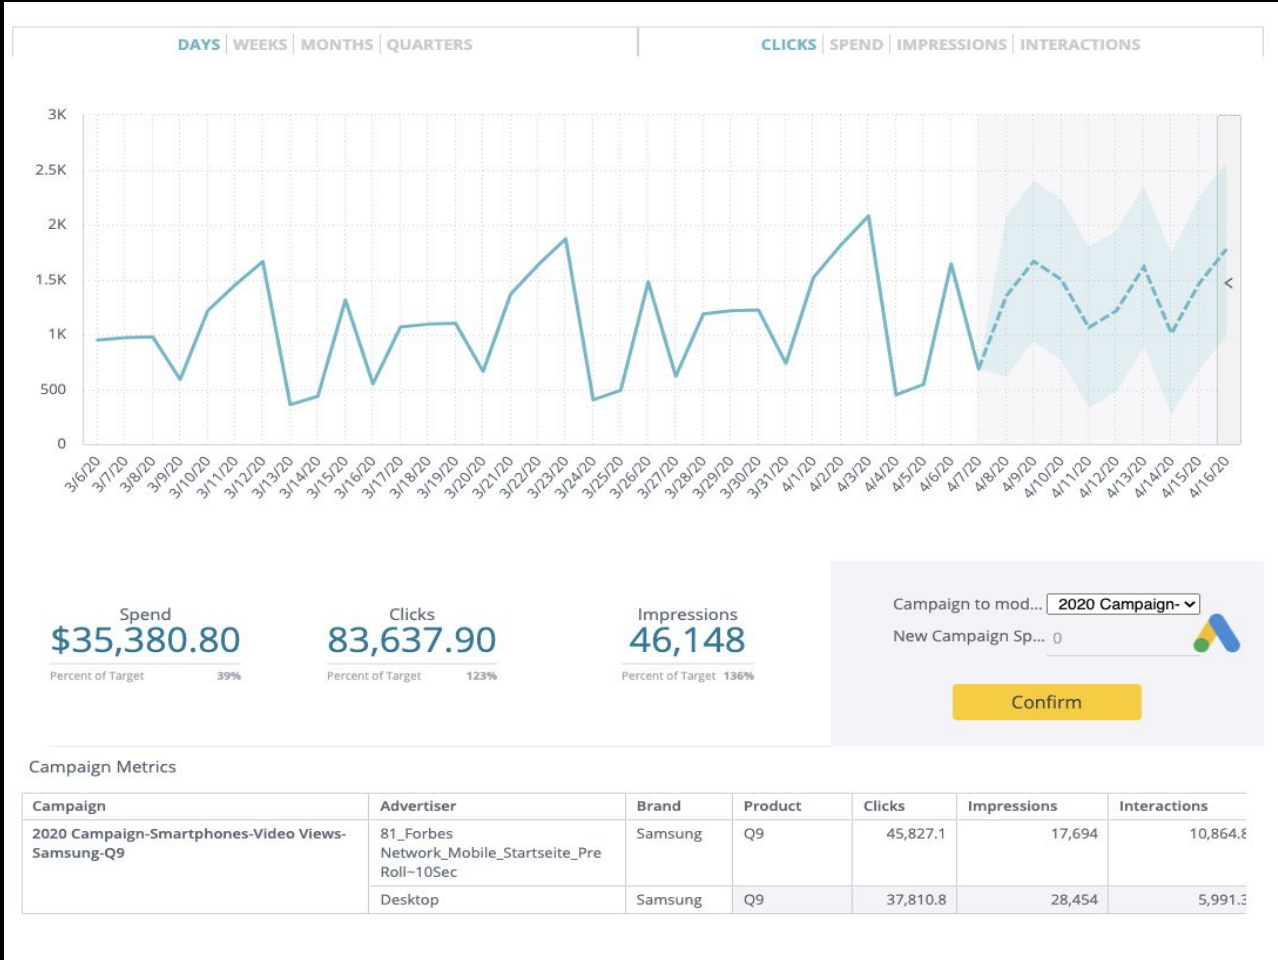 DAYS WEEKS MONTHS QUARTERS CLICKS SPEND IMPRESSIONS INTERACTIONS
3K
2.5K
2K
1.5K
1K
500
0
<
3/6/20 3/7/20 3/8/20 3/9/20 3/10/20 3/11/20 3/12/20 3/13/20 3/14/20 3/15/20 3/16/20 3/17/20 3/18/20 3/19/20 3/20/20 3/21/20 3/22/20 3/23/20 3/24/20 3/25/20 3/26/20 3/27/20 3/28/20 3/29/20 3/30/20 3/31/20 4/1/20 4/2/20 4/3/20 4/4/20 4/5/20 4/6/20 4/7/20 4/8/20 4/9/20 4/10/20 4/11/20 4/12/20 4/13/20 4/14/20 4/15/20 4/16/20
Spend
$35,380.80
Percent of Target 39%
Clicks
83,637.90
Percent of Target 123%
Impressions
46,148
Percent of Target 136%
Campaign to mod... 2020 Campaign-
New Campaign Sp... 0
Confirm
Campaign Metrics
Campaign Advertiser Brand Product Clicks Impressions Interactions
2020 Campaign-Smartphones-Video Views- 81_Forbes Samsung Q9 45,827.1 17,694 10,864.8
Samsung-Q9 Network_Mobile_Startseite_Pre
Roll~10Sec
Desktop Samsung Q9 37,810.8 28,454 5,991.3